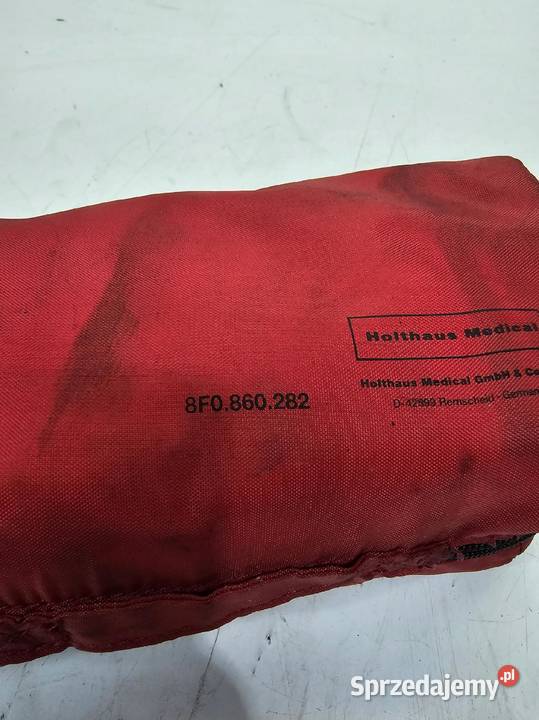 Holthaus Medical
Holthaus Medical GmbH & Co
8F0.860.282
D-42899 Remscheid - German
Sprzedajemy.pl